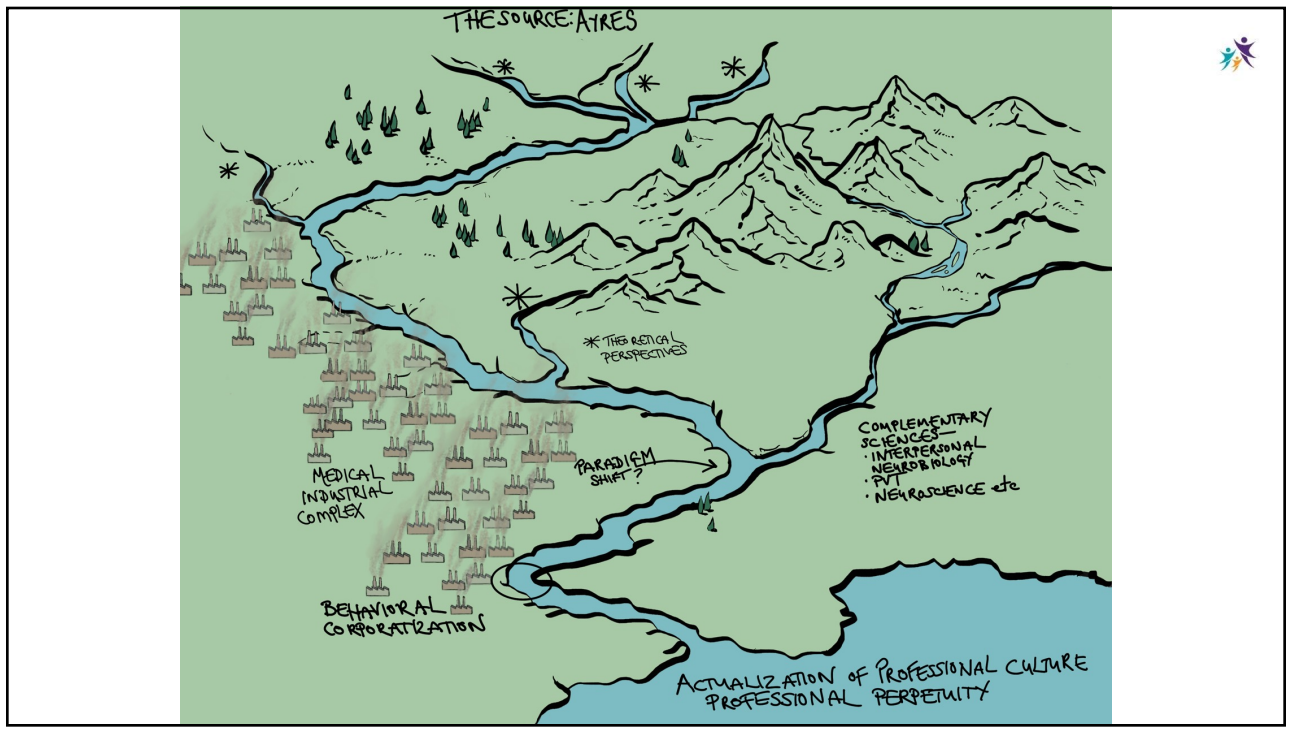 THE SOURCE: AYRES
* THEORETICAL
PERSPECTIVES
COMPLEMENTARY
SCIENCES—
· INTERPERSONAL
NEUROBIOLOGY
· PVT
· NEUROSCIENCE etc
PARADIGM
SHIFT?
MEDICAL
INDUSTRIAL
COMPLEX
BEHAVIORAL
CORPORATIZATION
ACTUALIZATION OF PROFESSIONAL CULTURE
PROFESSIONAL PERPETUITY